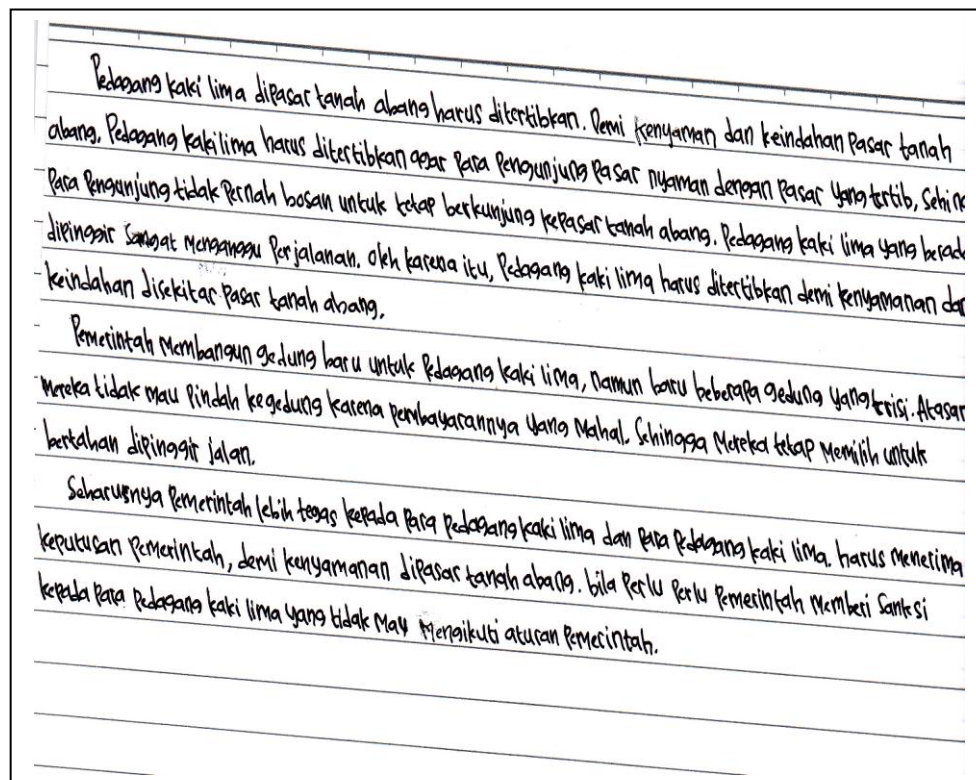 Pedagang kaki lima dipasar tanah abang harus ditertibkan. Demi kenyaman dan keindahan Pasar tanah
abang. Pedagang kaki lima harus ditertibkan agar Para Pengunjung Pasar nyaman dengan Pasar yang tertib, Sehing
Para Pengunjung tidak Pernah bosan untuk tetap berkunjung kepasar tanah abang. Pedagang kaki lima yang berada
dipinggir Sangat Mengganggu Perjalanan. Oleh karena itu, Pedagang kaki lima harus ditertibkan demi kenyamanan dan
keindahan disekitar Pasar tanah abang.
Pemerintah Membangun gedung baru untuk Pedagang kaki lima, namun baru beberapa gedung yang terisi. Atasan
Mereka tidak mau Pindah kegedung karena pembayarannya yang Mahal. Sehingga Mereka tetap Memilih untuk
bertahan dipinggir jalan.
Seharusnya Pemerintah lebih tegas kepada Para Pedagang kaki lima dan Para Pedagang kaki lima. harus menerima
keputusan Pemerintah, demi kenyamanan dipasar tanah abang. bila Perlu Perlu Pemerintah Memberi Sanksi
kepada Para Pedagang kaki lima yang tidak Mau Mengikuti aturan Pemerintah.